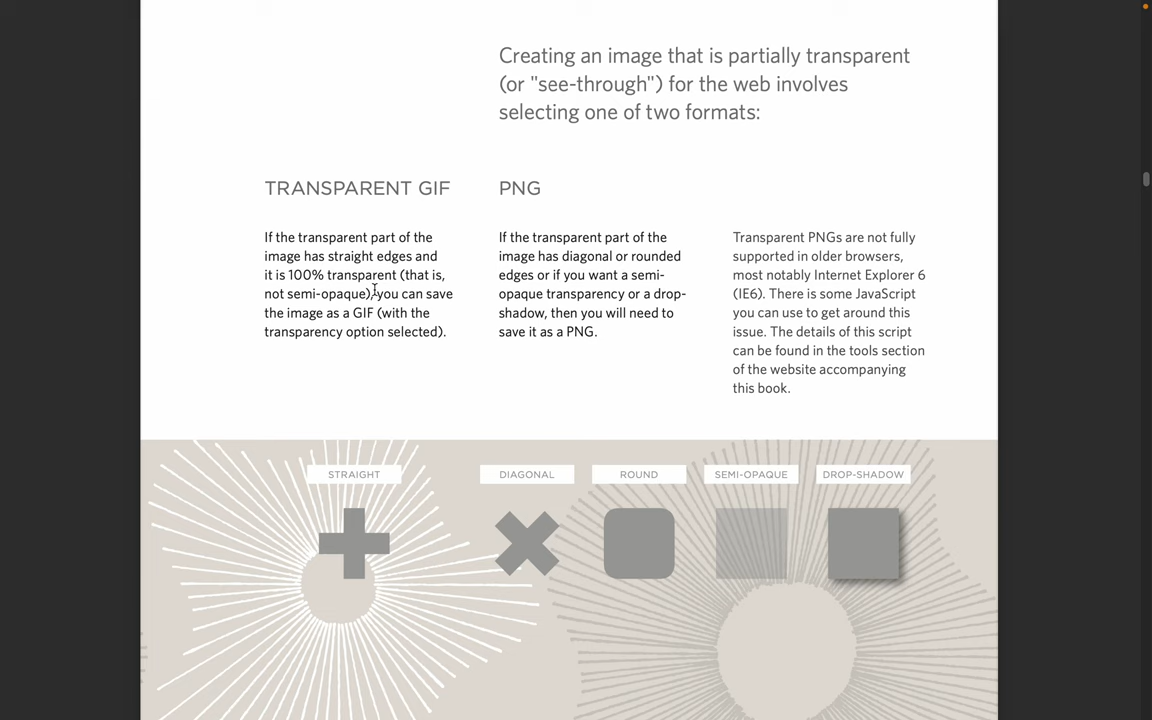 Creating an image that is partially transparent
(or "see-through") for the web involves
selecting one of two formats:
TRANSPARENT GIF
If the transparent part of the
image has straight edges and
it is 100% transparent (that is,
not semi-opaque), you can save
the image as a GIF (with the
transparency option selected).
PNG
If the transparent part of the
image has diagonal or rounded
edges or if you want a semi-
opaque transparency or a drop-
shadow, then you will need to
save it as a PNG.
Transparent PNGs are not fully
supported in older browsers,
most notably Internet Explorer 6
(IE6). There is some JavaScript
you can use to get around this
issue. The details of this script
can be found in the tools section
of the website accompanying
this book.
STRAIGHT
DIAGONAL
ROUND
SEMI-OPAQUE
DROP-SHADOW